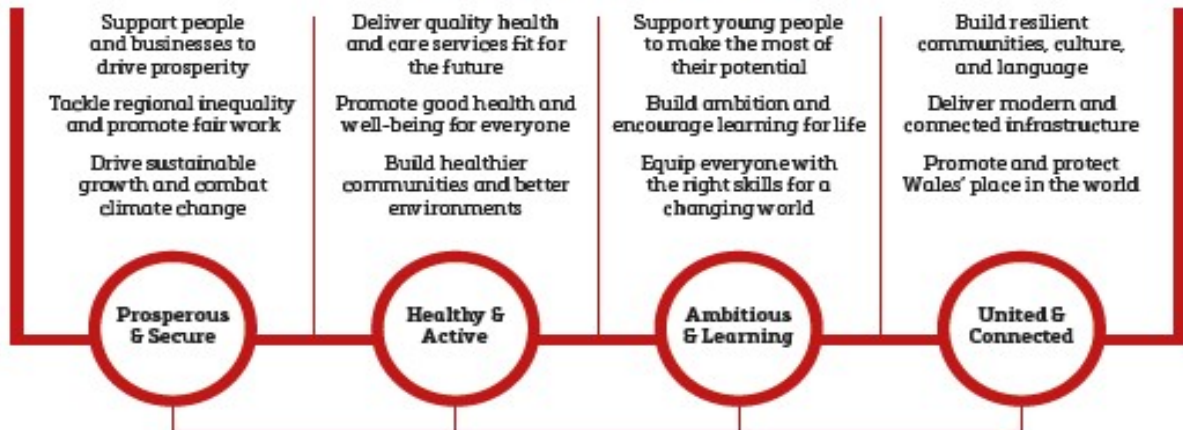 Support people
and businesses to
drive prosperity
Tackle regional inequality
and promote fair work
Drive sustainable
growth and combat
climate change
Prosperous
& Secure
Deliver quality health
and care services fit for
the future
Promote good health and
well-being for everyone
Build healthier
communities and better
environments
Healthy &
Active
Support young people
to make the most of
their potential
Build ambition and
encourage learning for life
Equip everyone with
the right skills for a
changing world
Ambitious
& Learning
Build resilient
communities, culture,
and language
Deliver modern and
connected infrastructure
Promote and protect
Wales' place in the world
United &
Connected